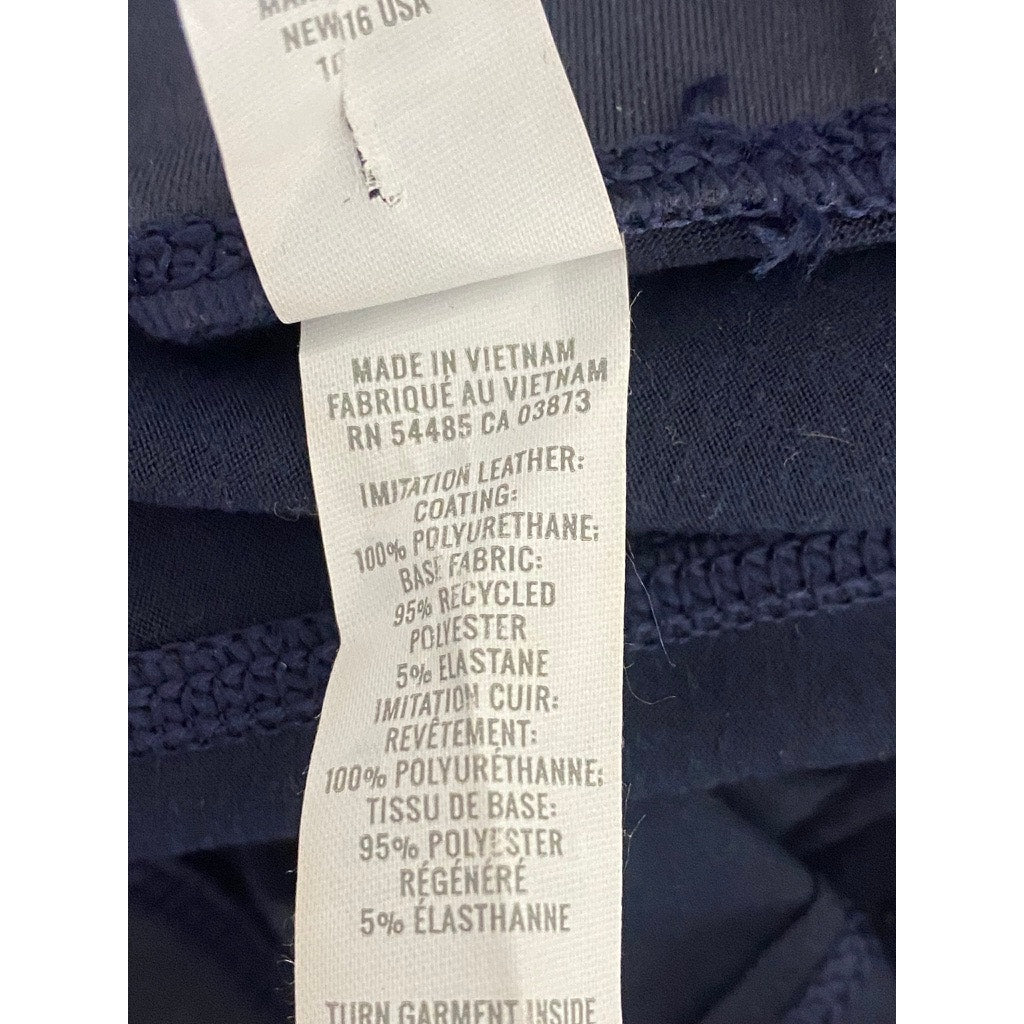 NEW 16 USA
MADE IN VIETNAM
FABRIQUÉ AU VIETNAM
RN 54485 CA 03873
IMITATION LEATHER:
COATING:
100% POLYURETHANE;
BASE FABRIC:
95% RECYCLED
POLYESTER
5% ELASTANE
IMITATION CUIR:
REVÊTEMENT:
100% POLYURÉTHANNE;
TISSU DE BASE:
95% POLYESTER
RÉGÉNÉRÉ
5% ÉLASTHANNE
TURN GARMENT INSIDE